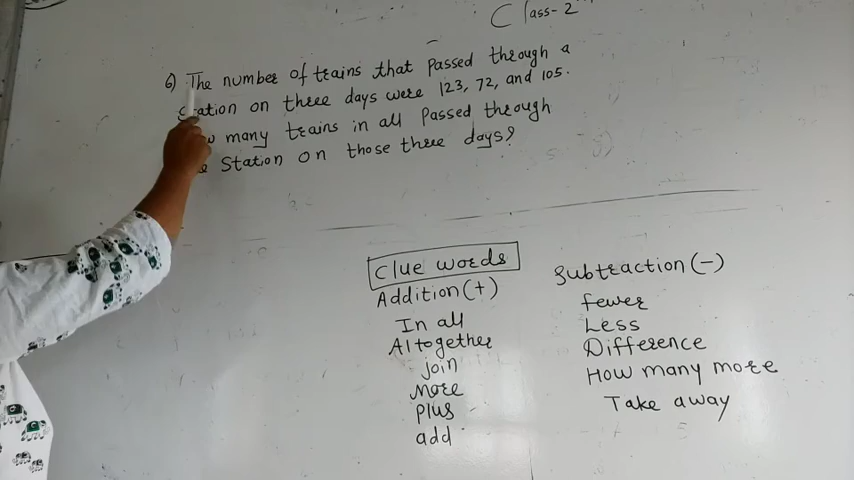 Class-2
6) The number of trains that passed through a
station on three days were 123, 72, and 105.
many trains in all passed through
Station on those three days?
Clue words
Addition (+)
In all
Altogether
join
More
plus
add
Subtraction (-)
fewer
Less
Difference
How many more
Take away